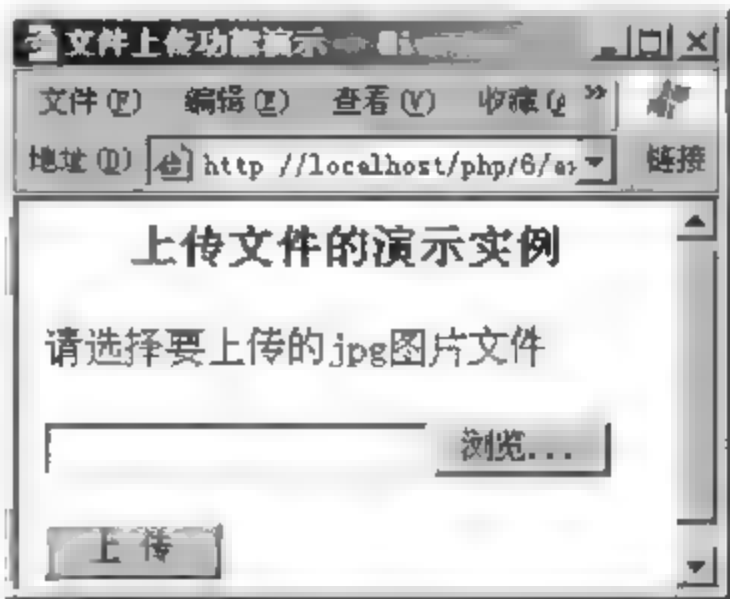 文件上传功能演示
文件(F) 编辑(E) 查看(V) 收藏 »
地址(D) http //localhost/php/6/ 链接
上传文件的演示实例
请选择要上传的jpg图片文件
浏览...
上 传